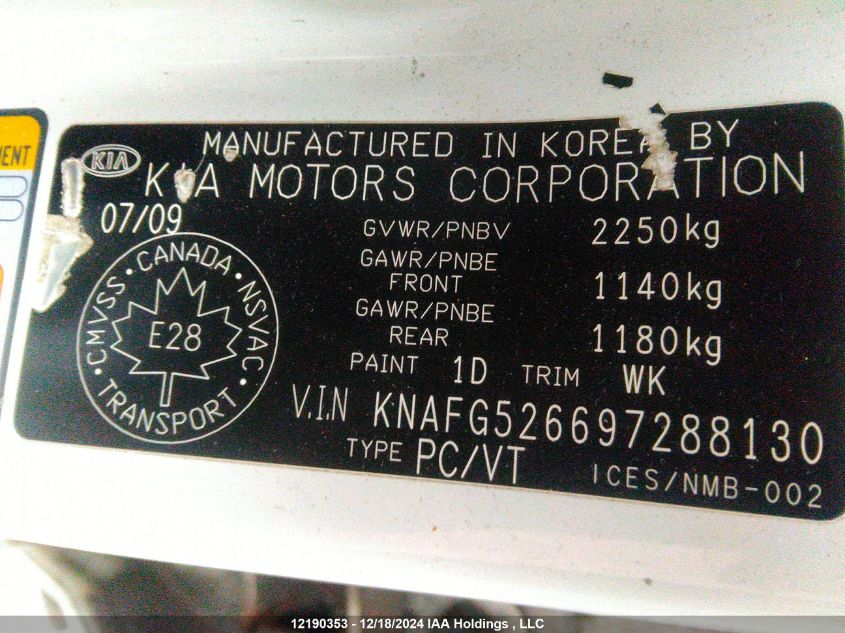 MENT
KIA
MANUFACTURED IN KOREA BY
KIA MOTORS CORPORATION
07/09
GVWR/PNBV 2250kg
GAWR/PNBE
FRONT 1140kg
GAWR/PNBE
REAR 1180kg
PAINT 1D TRIM WK
V.I.N KNAFG526697288130
TYPE PC/VT
ICES/NMB-002
CMVSS · CANADA · NSVAC · TRANSPORT ·
E28
12190353 - 12/18/2024 IAA Holdings , LLC